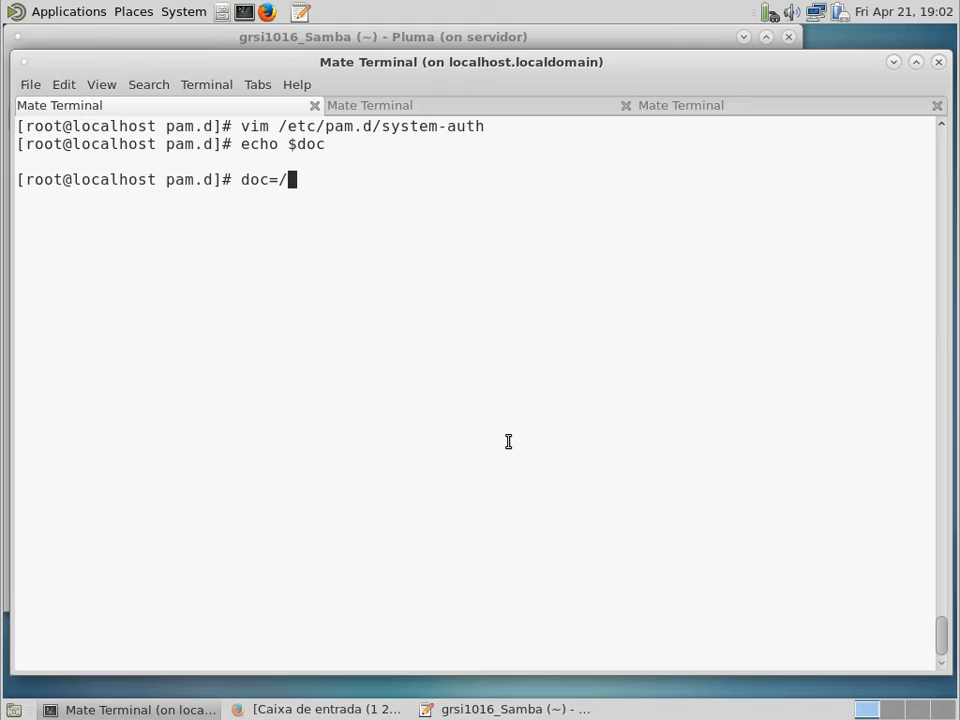 Applications Places System Fri Apr 21, 19:02
grsi1016_Samba (~) - Pluma (on servidor)
Mate Terminal (on localhost.localdomain)
File Edit View Search Terminal Tabs Help
Mate Terminal Mate Terminal Mate Terminal
[root@localhost pam.d]# vim /etc/pam.d/system-auth
[root@localhost pam.d]# echo $doc
[root@localhost pam.d]# doc=/
Mate Terminal (on loca... [Caixa de entrada (1 2... grsi1016_Samba (~) - ...